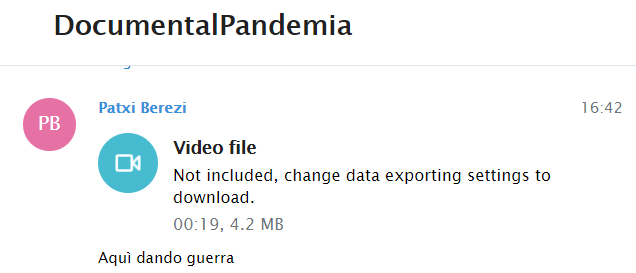 DocumentalPandemia
PB
Patxi Berezi
16:42
Video file
Not included, change data exporting settings to
download.
00:19, 4.2 MB
Aquì dando guerra